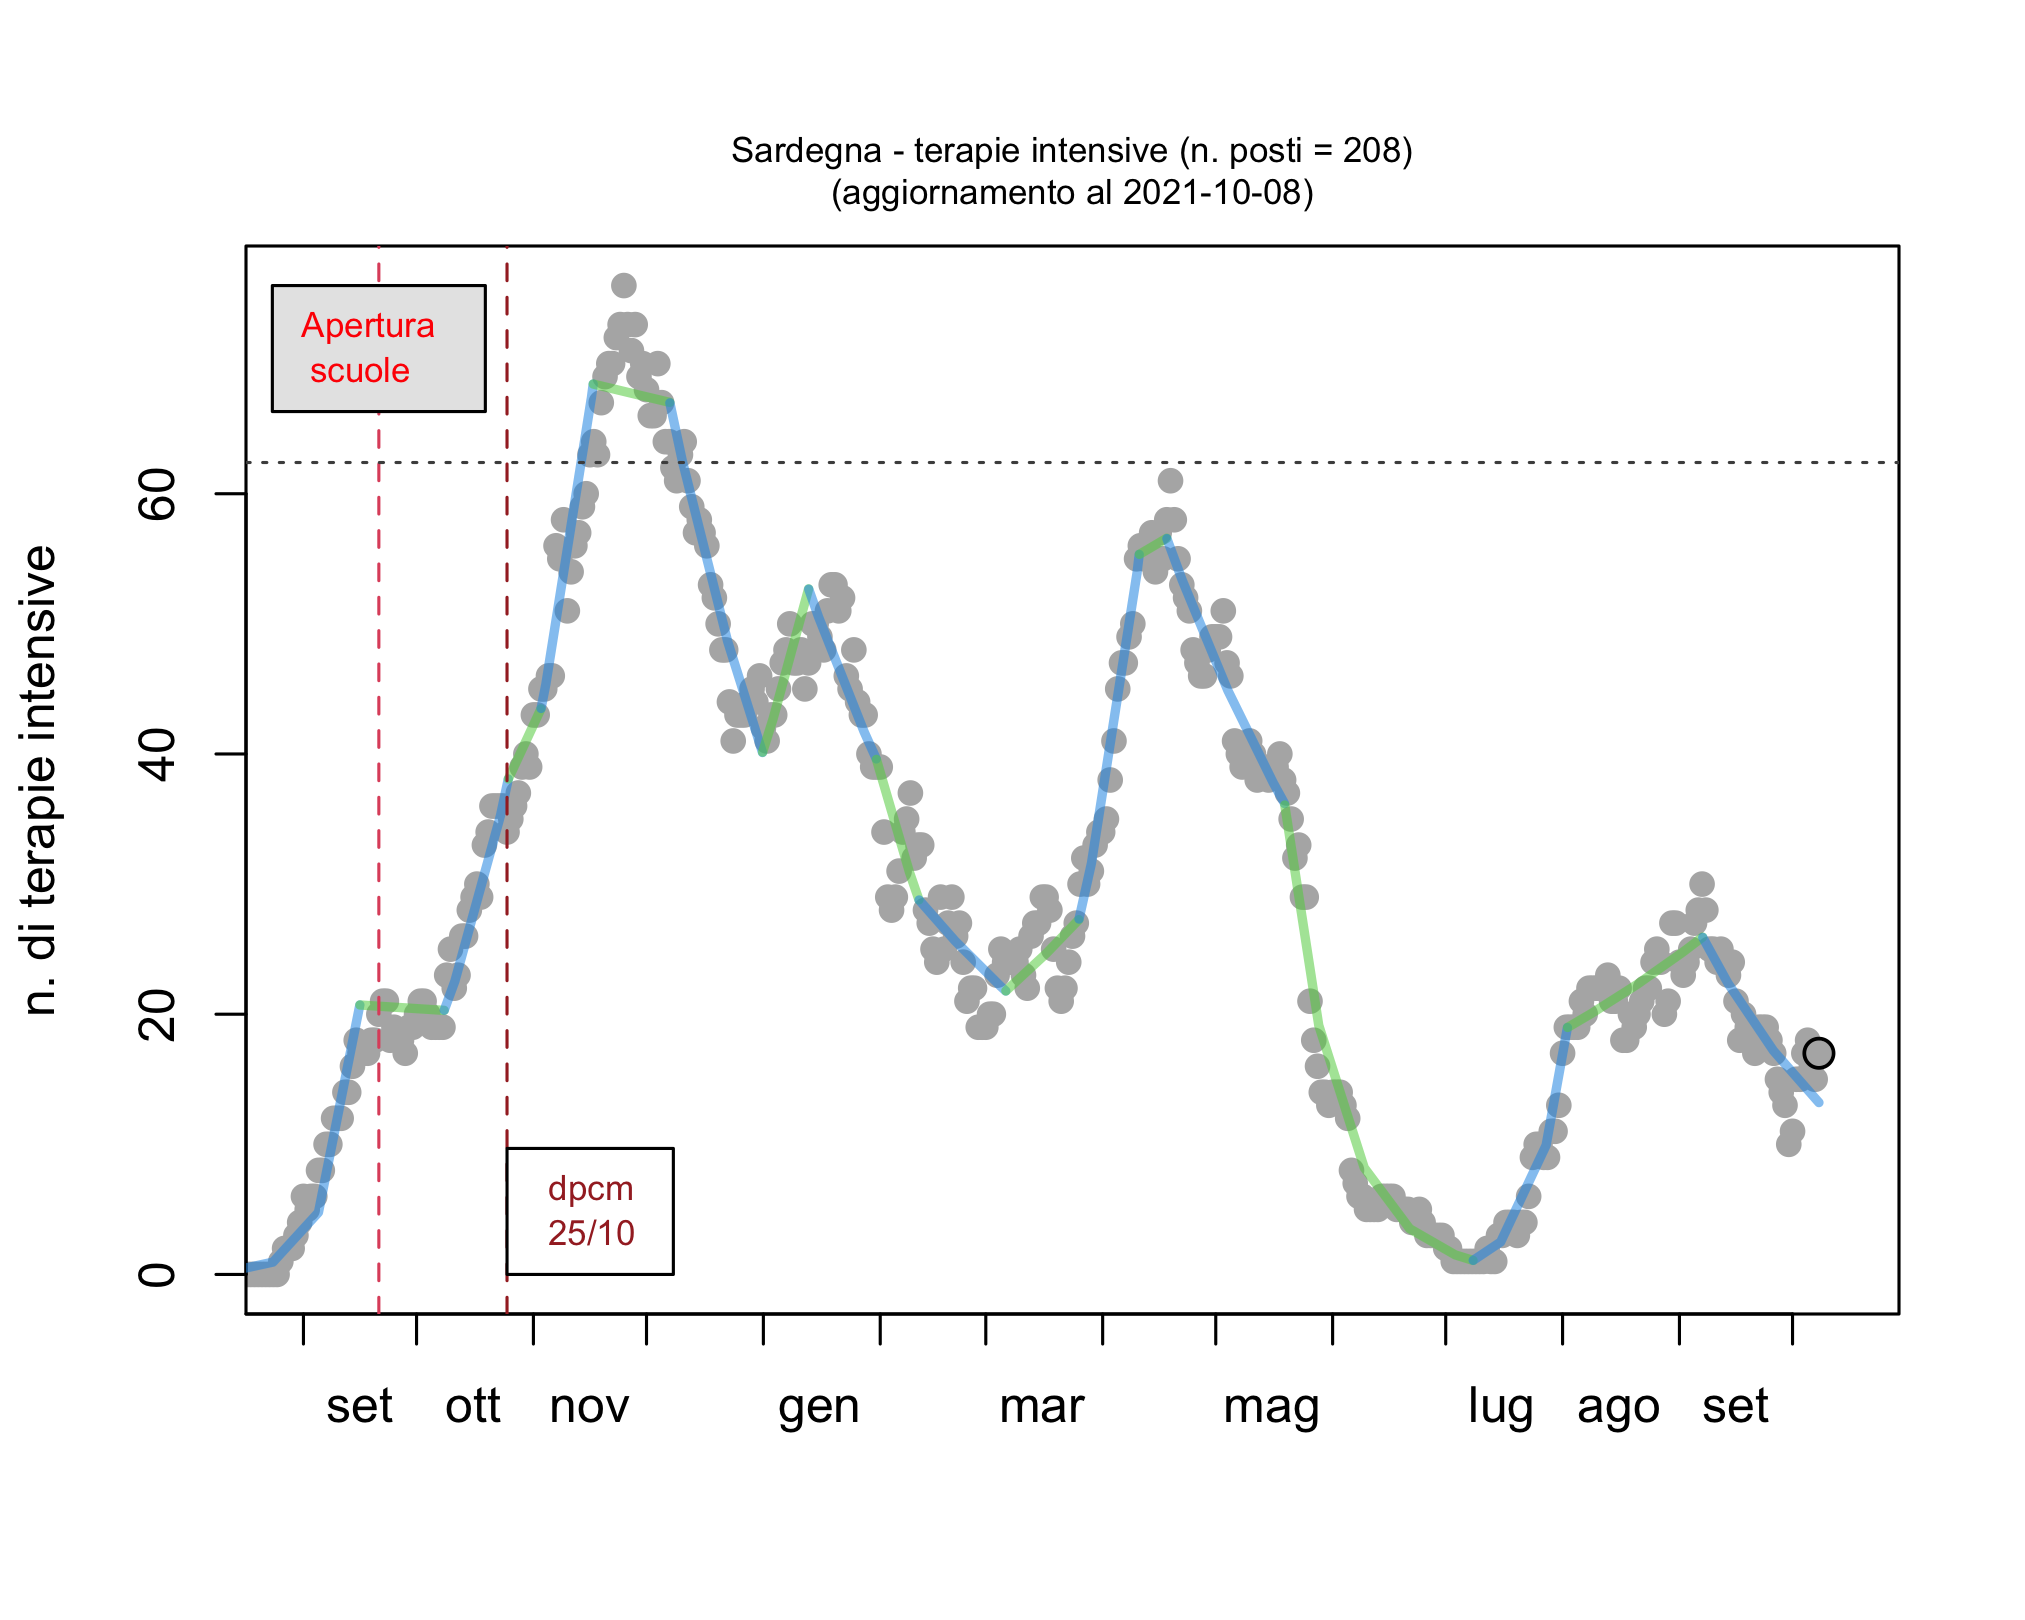 Sardegna - terapie intensive (n. posti = 208)
(aggiornamento al 2021-10-08)
Apertura
scuole
dpcm
25/10
n. di terapie intensive
60
40
20
0
set ott nov gen mar mag lug ago set